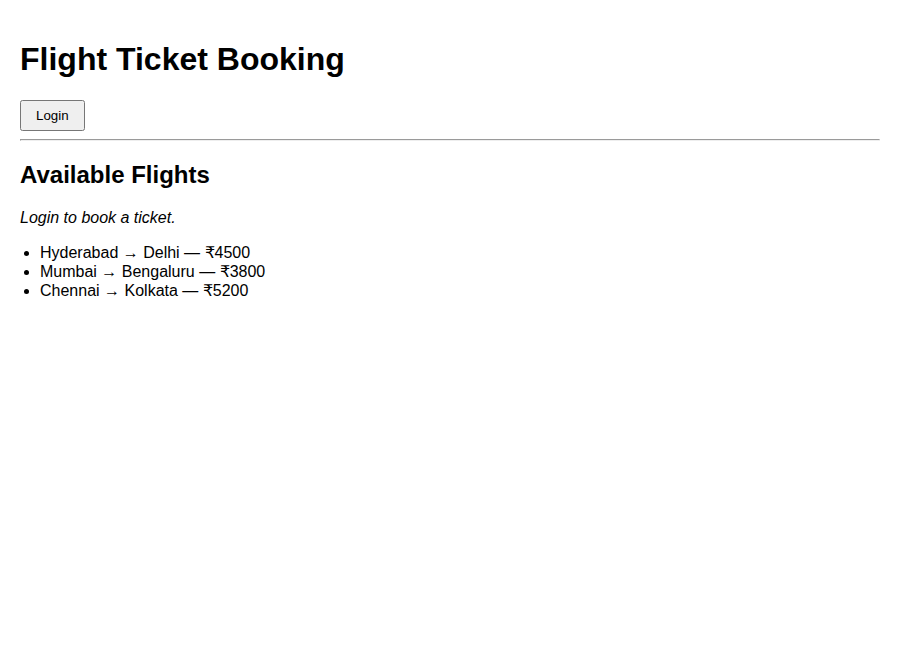 Flight Ticket Booking
Login
Available Flights
Login to book a ticket.
Hyderabad → Delhi — ₹4500
Mumbai → Bengaluru — ₹3800
Chennai → Kolkata — ₹5200